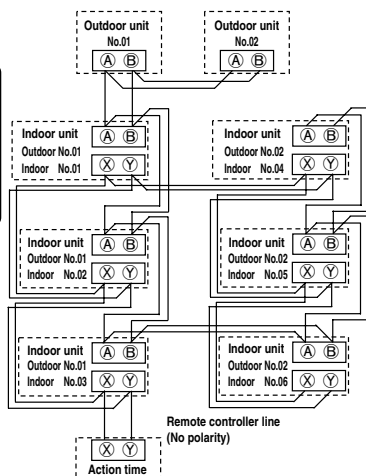 Outdoor unit
No.01
Ⓐ Ⓑ
Outdoor unit
No.02
Ⓐ Ⓑ
Indoor unit
Outdoor No.01
Indoor No.01
Ⓐ Ⓑ
Ⓧ Ⓨ
Indoor unit
Outdoor No.02
Indoor No.04
Ⓐ Ⓑ
Ⓧ Ⓨ
Indoor unit
Outdoor No.01
Indoor No.02
Ⓐ Ⓑ
Ⓧ Ⓨ
Indoor unit
Outdoor No.02
Indoor No.05
Ⓐ Ⓑ
Ⓧ Ⓨ
Indoor unit
Outdoor No.01
Indoor No.03
Ⓐ Ⓑ
Ⓧ Ⓨ
Indoor unit
Outdoor No.02
Indoor No.06
Ⓐ Ⓑ
Ⓧ Ⓨ
Remote controller line
(No polarity)
Ⓧ Ⓨ
Action time